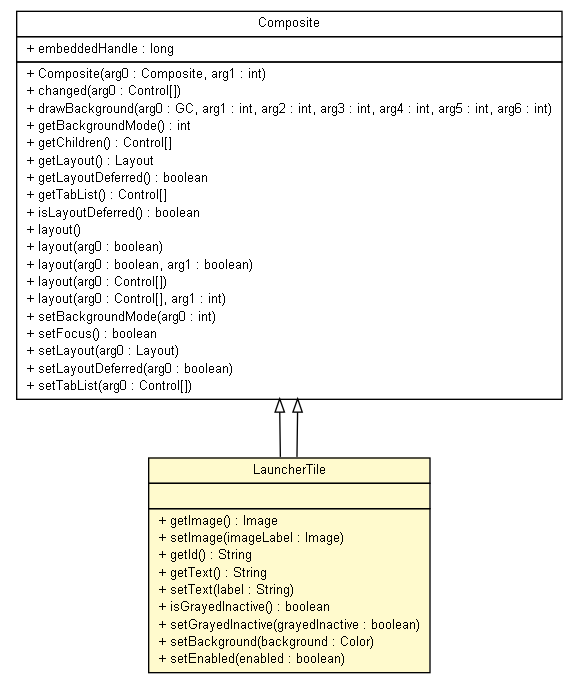 Composite
+ embeddedHandle : long
+ Composite(arg0 : Composite, arg1 : int)
+ changed(arg0 : Control[])
+ drawBackground(arg0 : GC, arg1 : int, arg2 : int, arg3 : int, arg4 : int, arg5 : int, arg6 : int)
+ getBackgroundMode() : int
+ getChildren() : Control[]
+ getLayout() : Layout
+ getLayoutDeferred() : boolean
+ getTabList() : Control[]
+ isLayoutDeferred() : boolean
+ layout()
+ layout(arg0 : boolean)
+ layout(arg0 : boolean, arg1 : boolean)
+ layout(arg0 : Control[])
+ layout(arg0 : Control[], arg1 : int)
+ setBackgroundMode(arg0 : int)
+ setFocus() : boolean
+ setLayout(arg0 : Layout)
+ setLayoutDeferred(arg0 : boolean)
+ setTabList(arg0 : Control[])
LauncherTile
+ getImage() : Image
+ setImage(imageLabel : Image)
+ getId() : String
+ getText() : String
+ setText(label : String)
+ isGrayedInactive() : boolean
+ setGrayedInactive(grayedInactive : boolean)
+ setBackground(background : Color)
+ setEnabled(enabled : boolean)